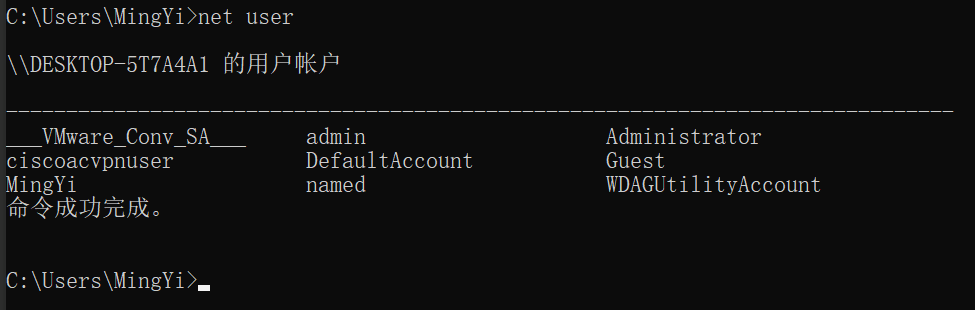 C:\Users\MingYi>net user
\\DESKTOP-5T7A4A1 的用户帐户
-------------------------------------------------------------------------------
___VMware_Conv_SA___     admin                    Administrator
ciscoacvpnuser           DefaultAccount           Guest
MingYi                   named                    WDAGUtilityAccount
命令成功完成。
C:\Users\MingYi>